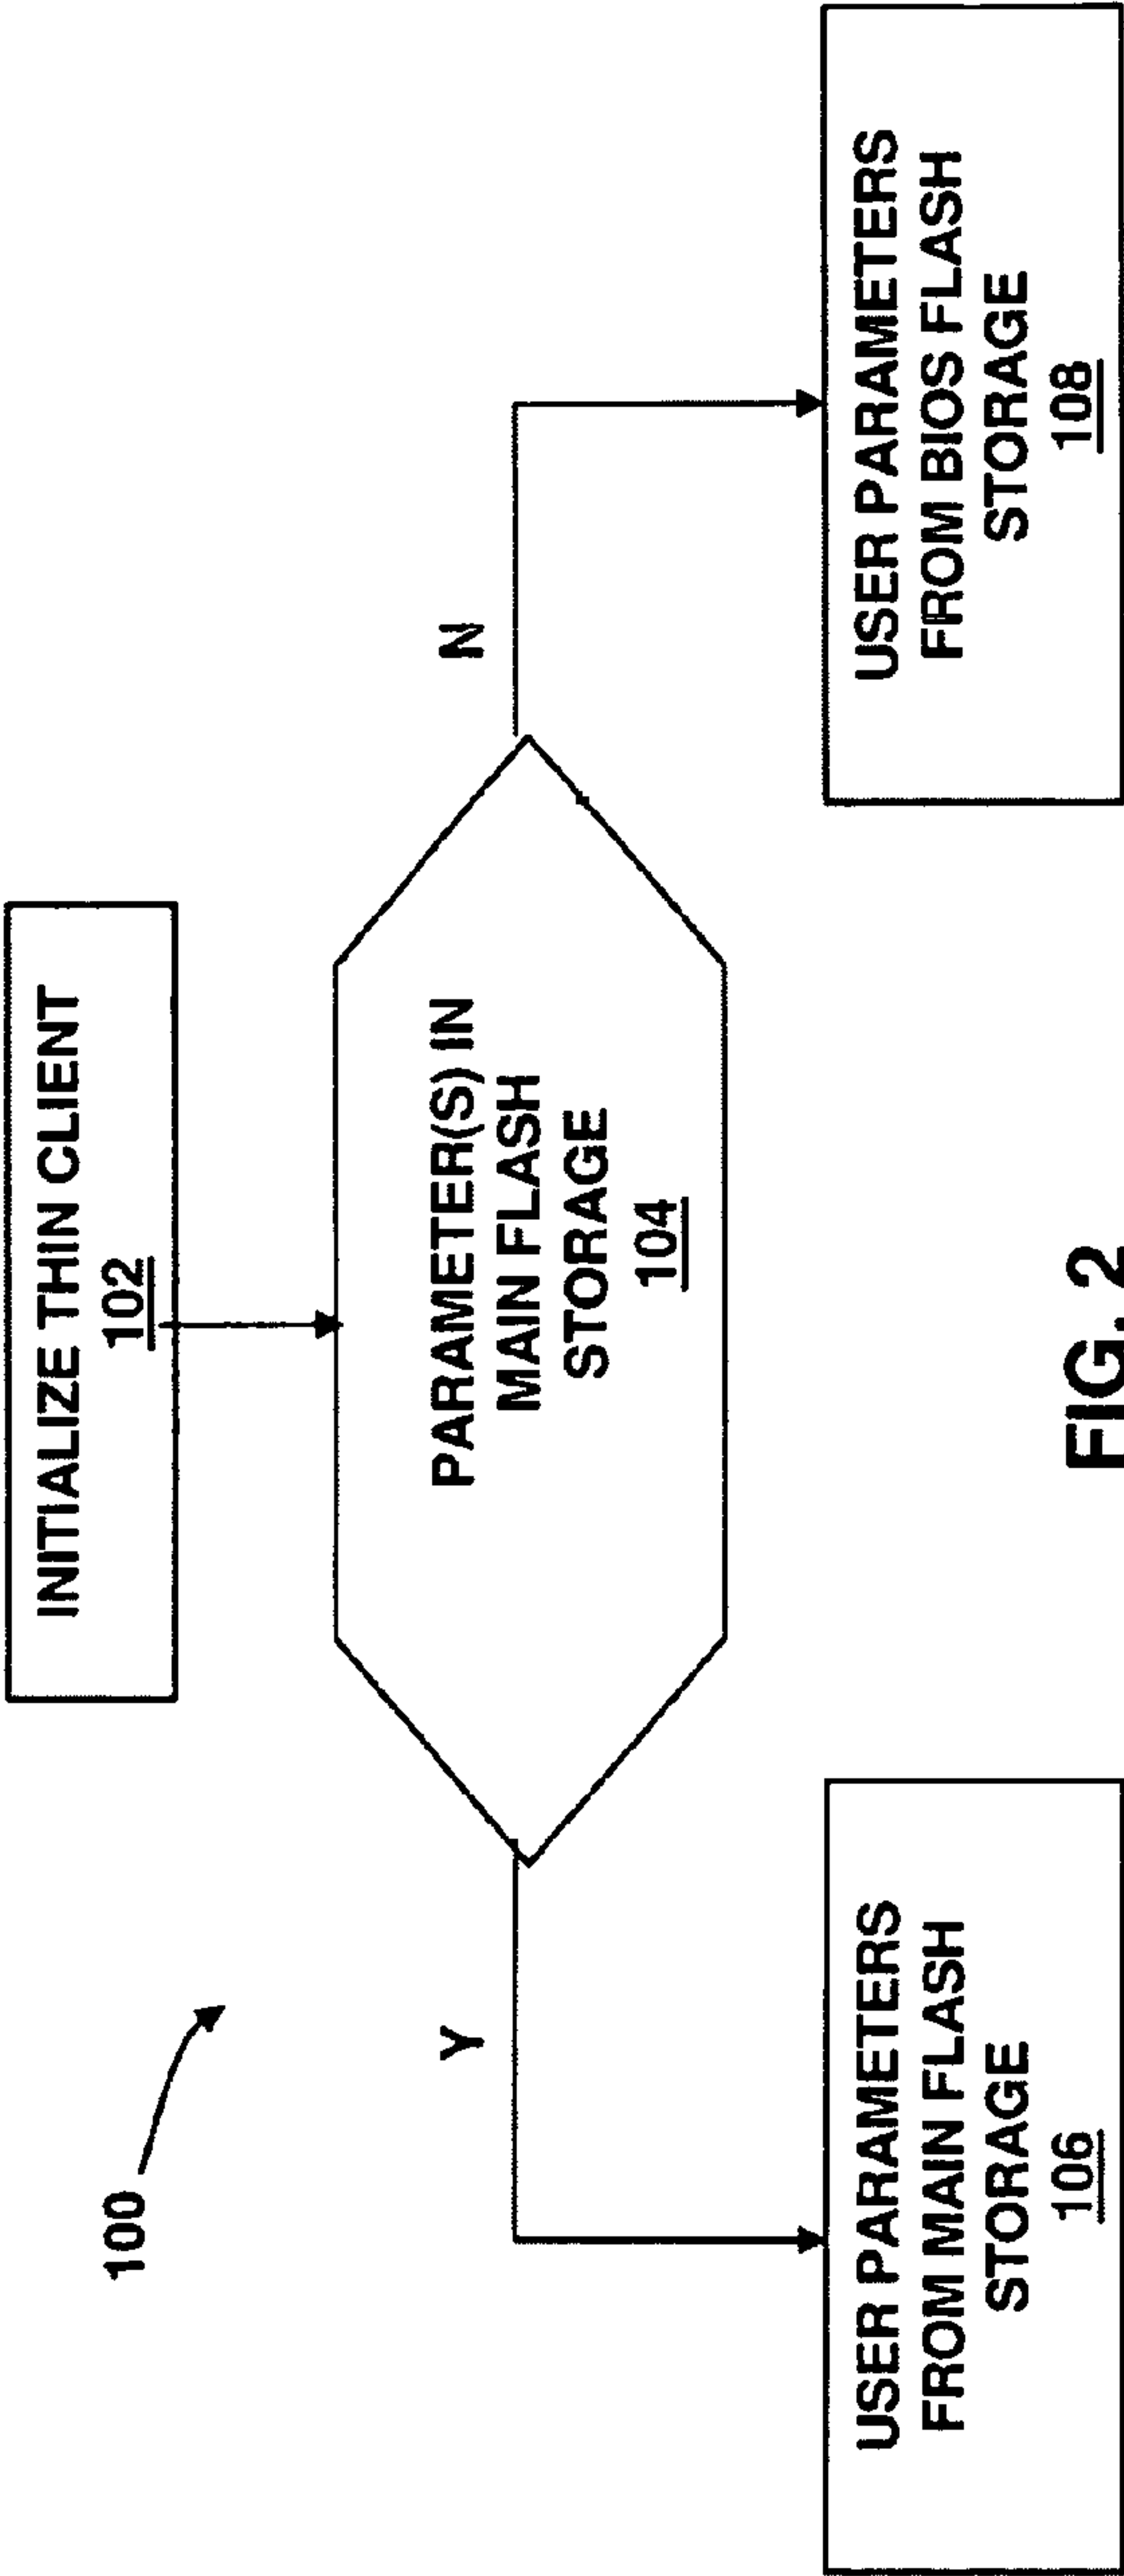 100
INITIALIZE THIN CLIENT
102
PARAMETER(S) IN
MAIN FLASH
STORAGE
104
Y
N
USER PARAMETERS
FROM MAIN FLASH
STORAGE
106
USER PARAMETERS
FROM BIOS FLASH
STORAGE
108
FIG. 2